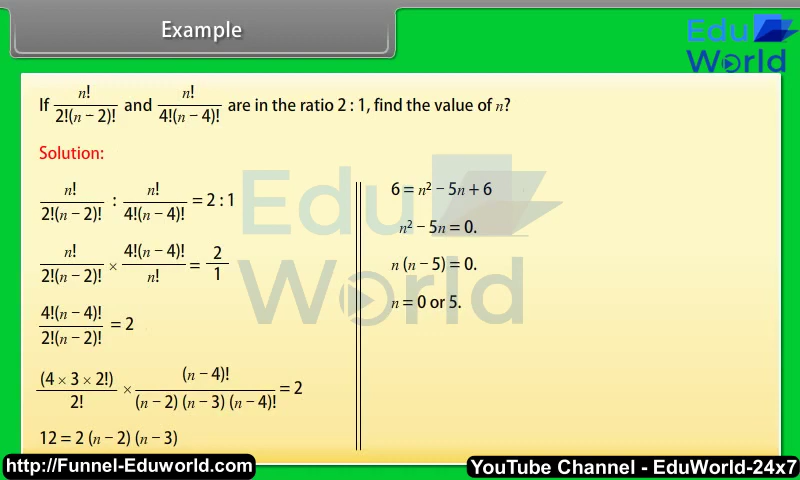 Example
Edu
World
If n!/2!(n − 2)! and n!/4!(n − 4)! are in the ratio 2 : 1, find the value of n?
Solution:
n!/2!(n − 2)! : n!/4!(n − 4)! = 2 : 1
n!/2!(n − 2)! × 4!(n − 4)!/n! = 2/1
4!(n − 4)!/2!(n − 2)! = 2
(4 × 3 × 2!)/2! × (n − 4)!/(n − 2) (n − 3) (n − 4)! = 2
12 = 2 (n − 2) (n − 3)
6 = n² − 5n + 6
n² − 5n = 0.
n (n − 5) = 0.
n = 0 or 5.
Edu
World
http://Funnel-Eduworld.com
YouTube Channel - EduWorld-24x7